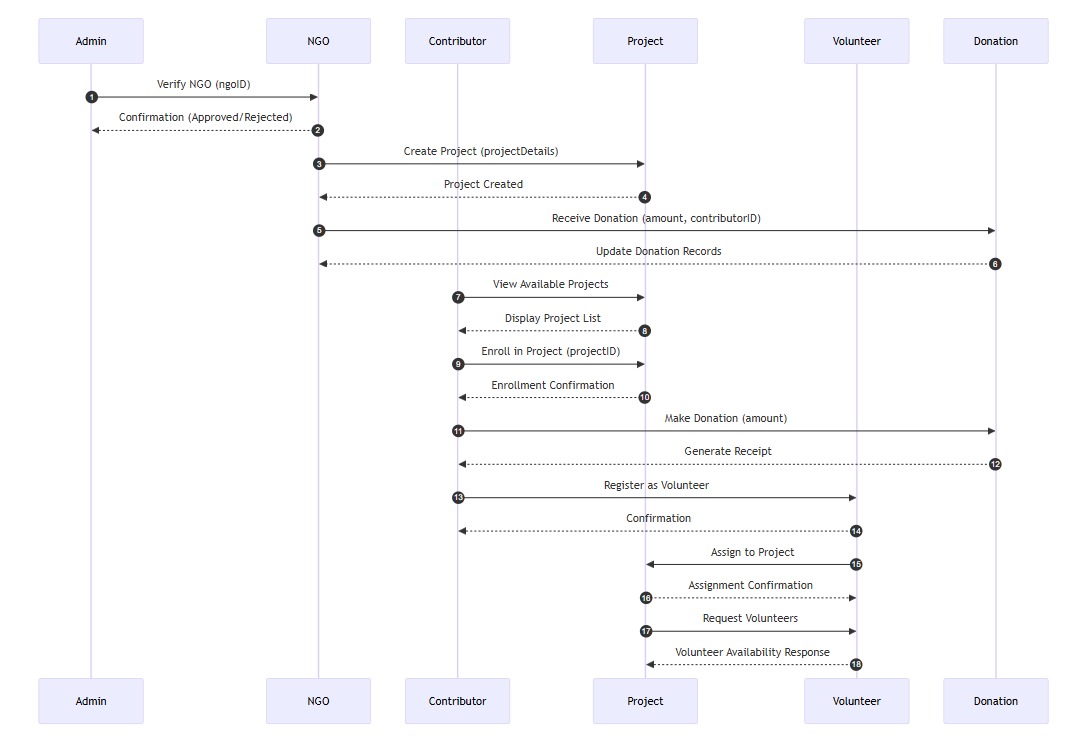 Admin
NGO
Contributor
Project
Volunteer
Donation
Verify NGO (ngoID)
1
Confirmation (Approved/Rejected)
2
Create Project (projectDetails)
3
Project Created
4
Receive Donation (amount, contributorID)
5
Update Donation Records
6
View Available Projects
7
Display Project List
8
Enroll in Project (projectID)
9
Enrollment Confirmation
10
Make Donation (amount)
11
Generate Receipt
12
Register as Volunteer
13
Confirmation
14
Assign to Project
15
Assignment Confirmation
16
Request Volunteers
17
Volunteer Availability Response
18
Admin
NGO
Contributor
Project
Volunteer
Donation